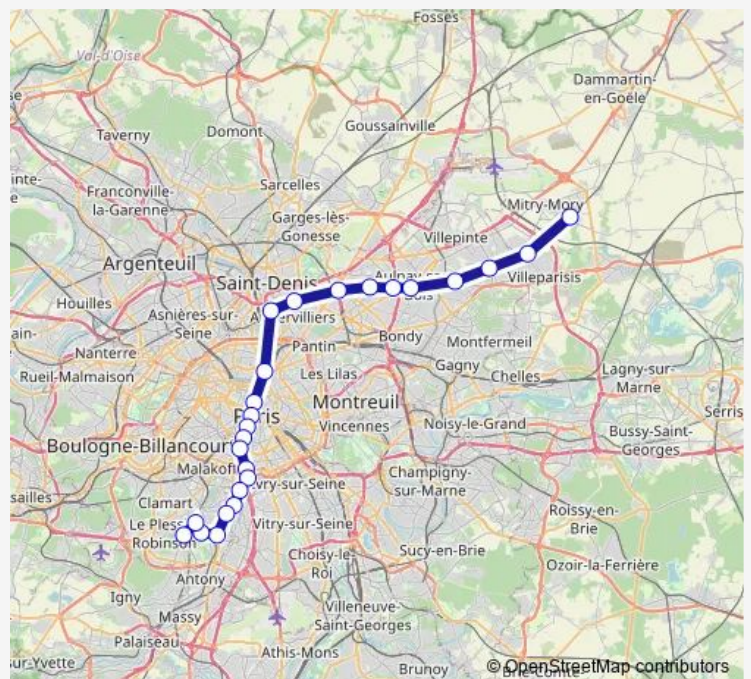 Fosses
Val-d'Oise
Dammartin-
en-Goële
Taverny
Domont
Goussainville
Sarcelles
Franconville-
la-Garenne
Garges-lès-
Gonesse
Mitry-Mory
Villepinte
Argenteuil
Saint-Denis
Villeparisis
Houilles
Asnières-sur-
Seine
Pantin
Bondy
Montfermeil
Nanterre
Rueil-Malmaison
Les Lilas
Gagny
Chelles
Lagny-sur-
Marne
Montreuil
Paris
Vincennes
Noisy-le-Grand
Serris
Bussy-Saint-
Georges
Boulogne-Billancourt
Malakoff
Champigny-
sur-Marne
Clamart
Vitry-sur-Seine
Roissy-en-
Brie
Robinson
Choisy-le-
Roi
Sucy-en-Brie
Ozoir-la-Ferrière
Antony
Igny
Massy
Villeneuve-
Saint-Georges
Palaiseau
Athis-Mons
Brunoy
© OpenStreetMap contributors